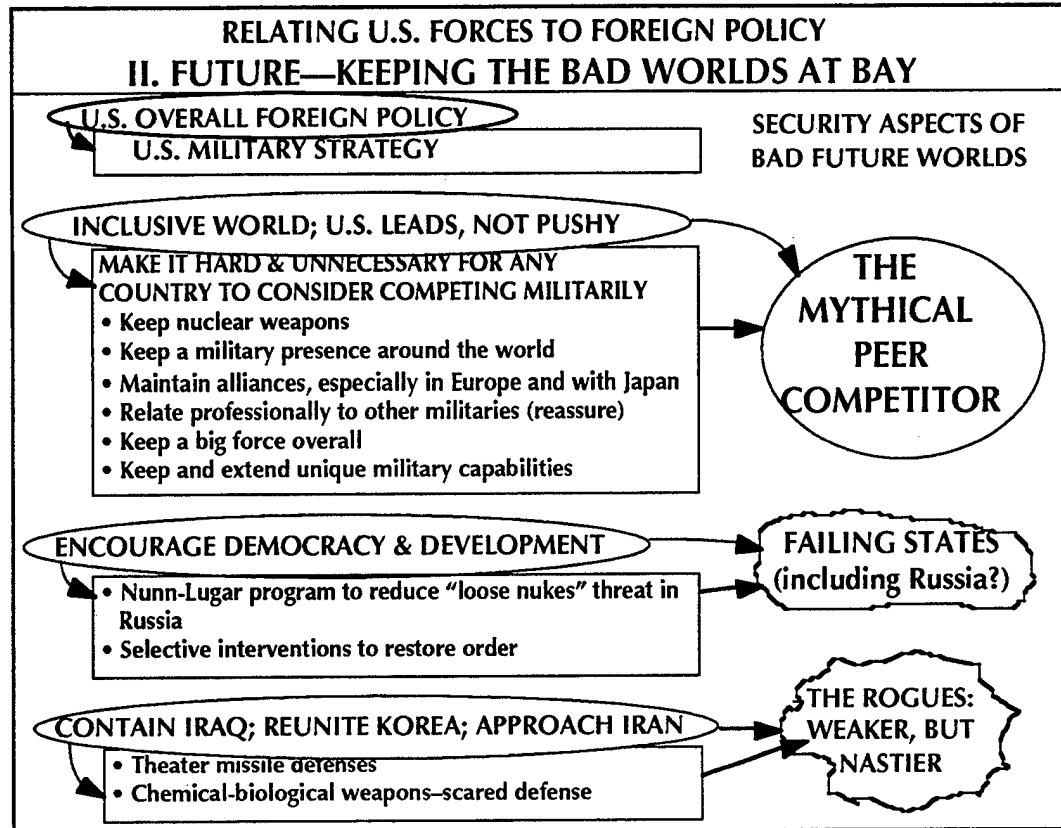 RELATING U.S. FORCES TO FOREIGN POLICY
II. FUTURE—KEEPING THE BAD WORLDS AT BAY
U.S. OVERALL FOREIGN POLICY
U.S. MILITARY STRATEGY
SECURITY ASPECTS OF
BAD FUTURE WORLDS
INCLUSIVE WORLD; U.S. LEADS, NOT PUSHY
MAKE IT HARD & UNNECESSARY FOR ANY
COUNTRY TO CONSIDER COMPETING MILITARILY
• Keep nuclear weapons
• Keep a military presence around the world
• Maintain alliances, especially in Europe and with Japan
• Relate professionally to other militaries (reassure)
• Keep a big force overall
• Keep and extend unique military capabilities
THE
MYTHICAL
PEER
COMPETITOR
ENCOURAGE DEMOCRACY & DEVELOPMENT
• Nunn-Lugar program to reduce “loose nukes” threat in
Russia
• Selective interventions to restore order
FAILING STATES
(including Russia?)
CONTAIN IRAQ; REUNITE KOREA; APPROACH IRAN
• Theater missile defenses
• Chemical-biological weapons–scared defense
THE ROGUES:
WEAKER, BUT
NASTIER